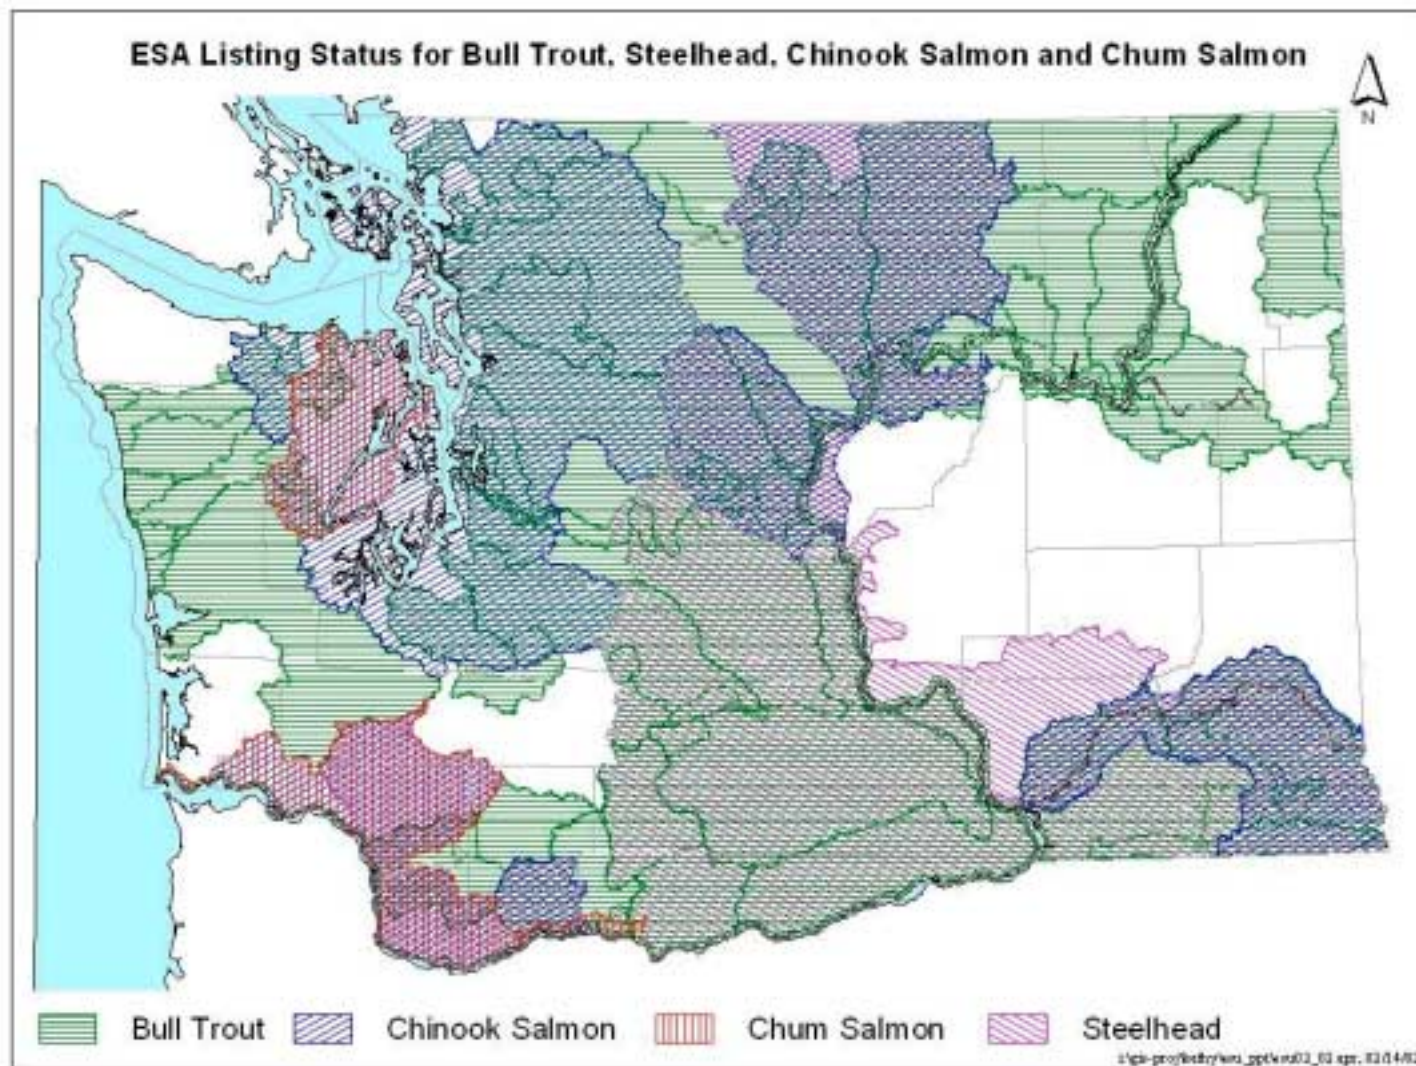 ESA Listing Status for Bull Trout, Steelhead, Chinook Salmon and Chum Salmon
N
Bull Trout
Chinook Salmon
Chum Salmon
Steelhead